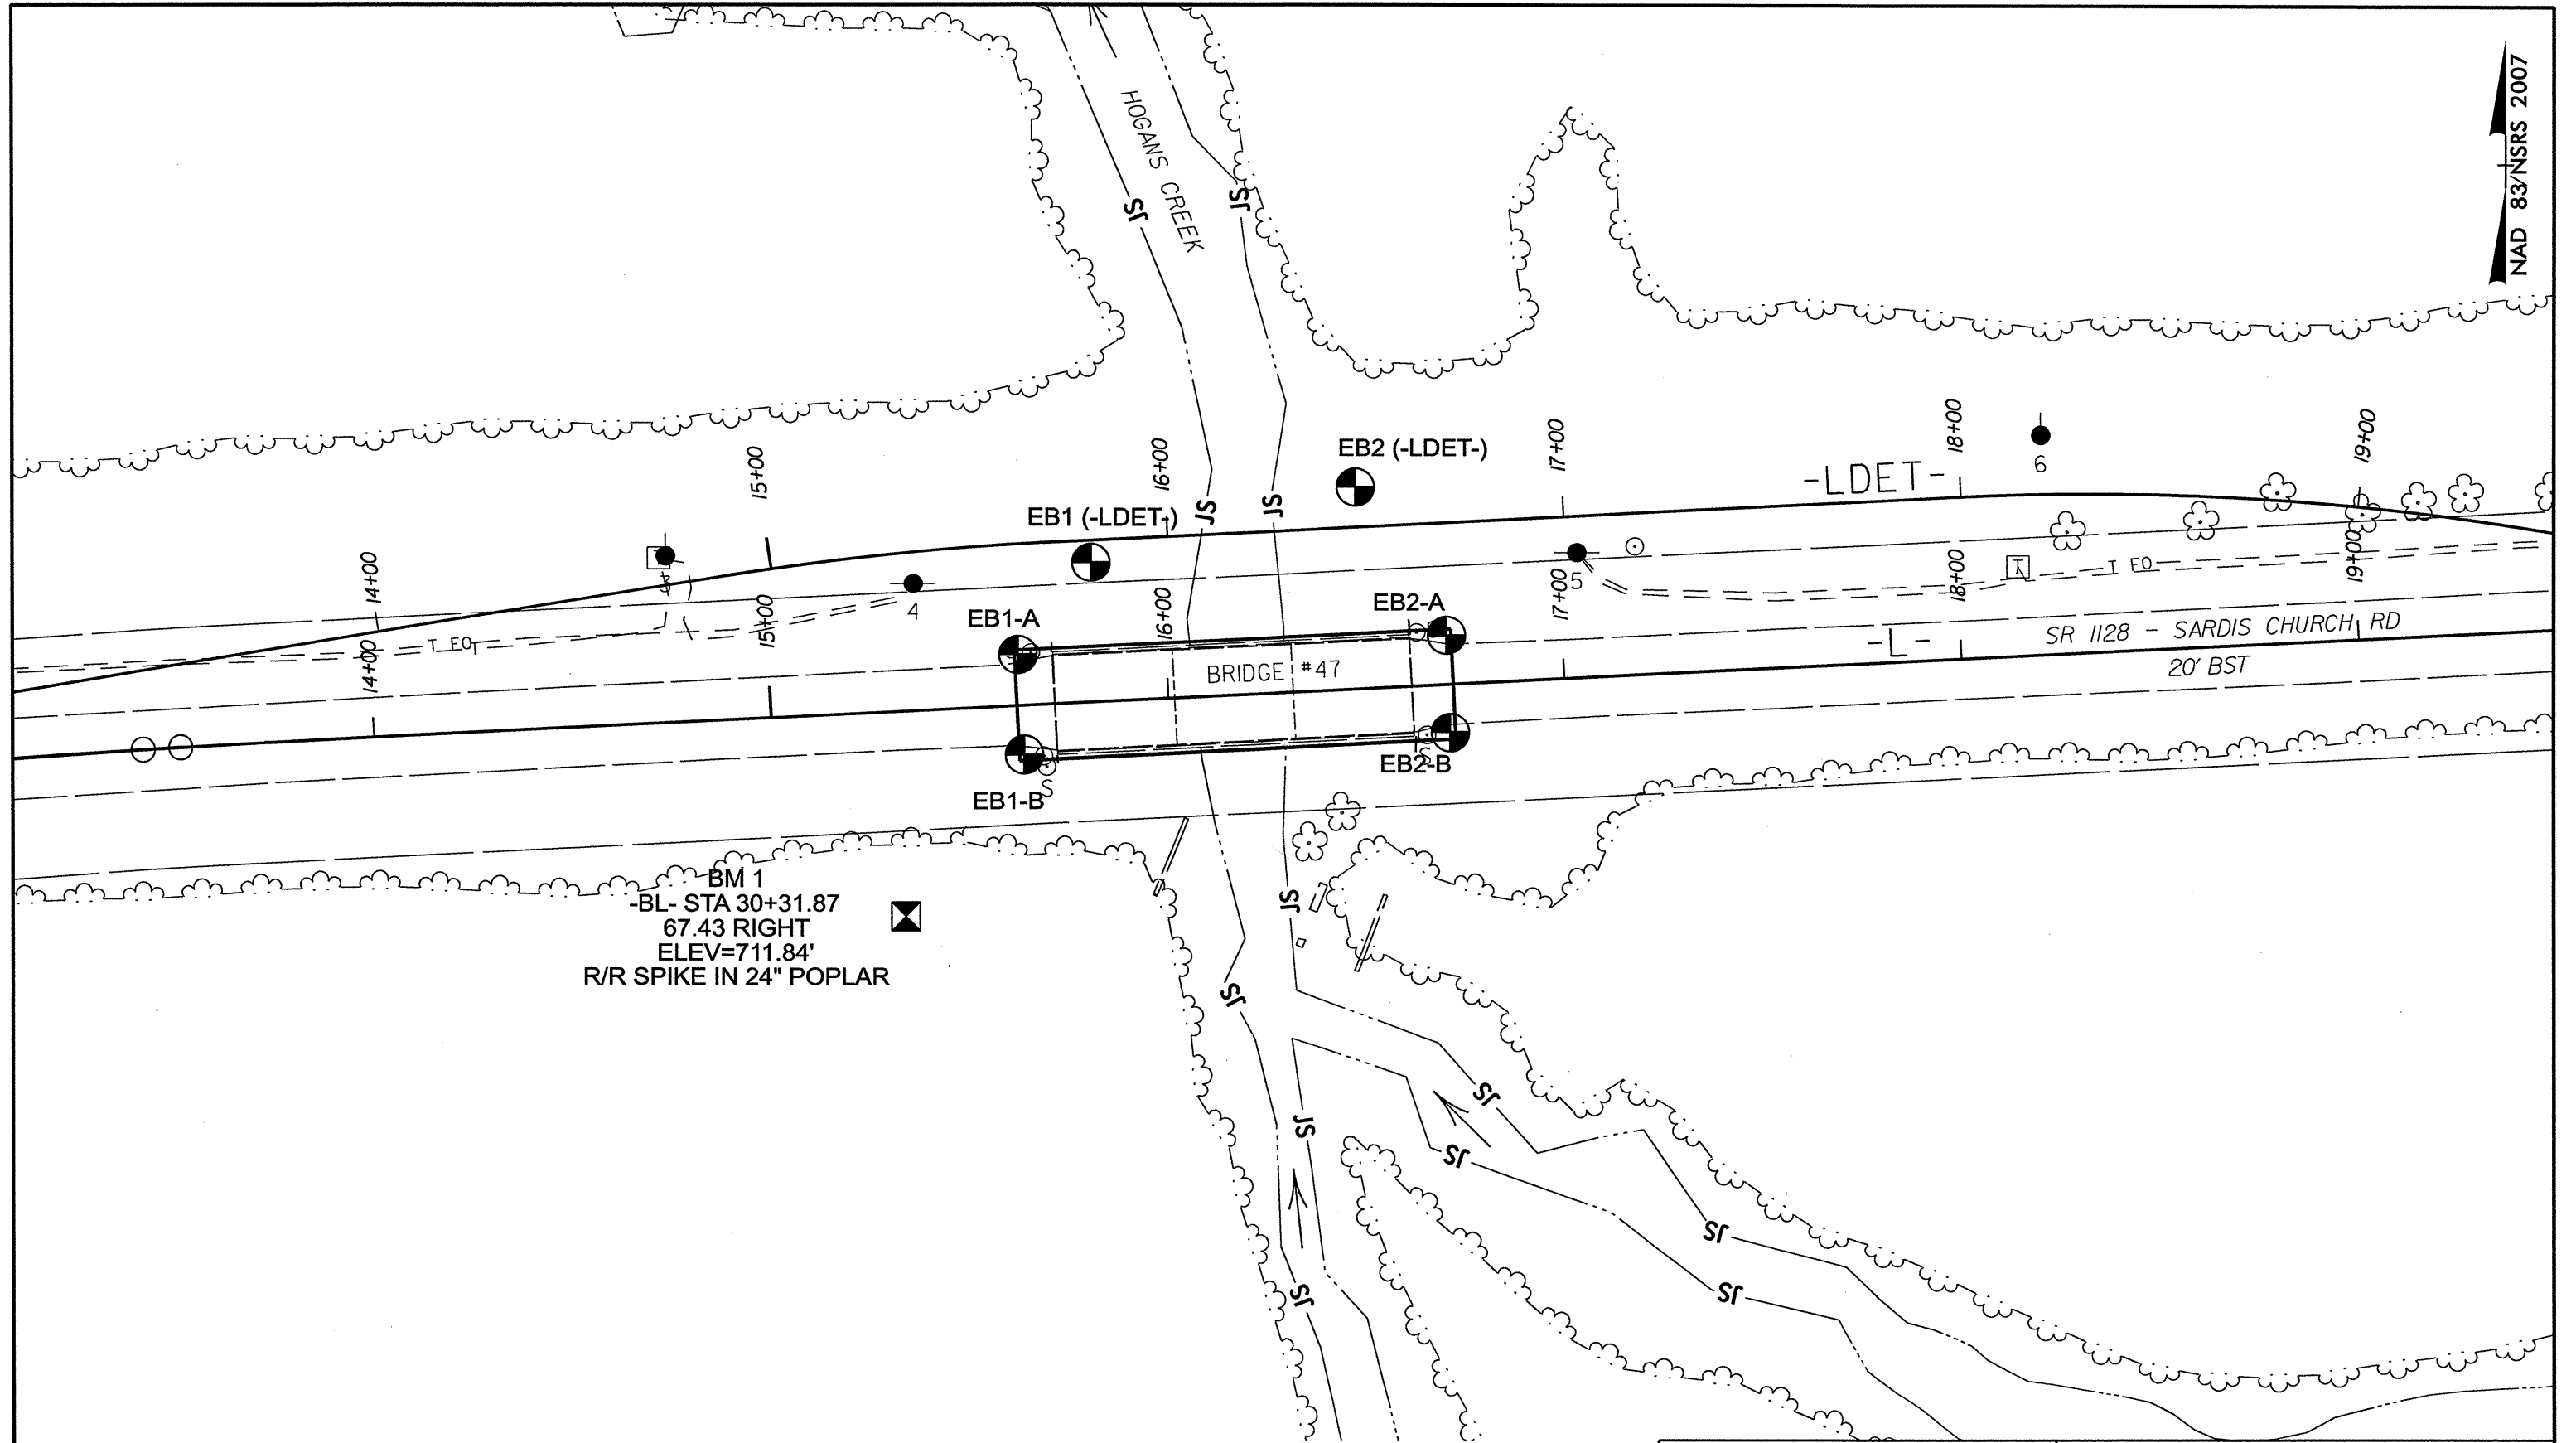 NAD 83/NSRS 2007
HOGANS CREEK
JS
JS
EB2 (-LDET-)
EB1 (-LDET-)
14+00
15+00
16+00
17+00
18+00
19+00
-LDET-
6
JS
JS
3
4
5
T
T FO
T FO
14+00
15+00
16+00
17+00
18+00
19+00
EB1-A
EB2-A
BRIDGE #47
-L-
SR 1128 - SARDIS CHURCH RD
20' BST
EB1-B
EB2-B
S
S
BM 1
-BL- STA 30+31.87
67.43 RIGHT
ELEV=711.84'
R/R SPIKE IN 24" POPLAR
JS
JS
JS
JS
JS
JS
JS
JS